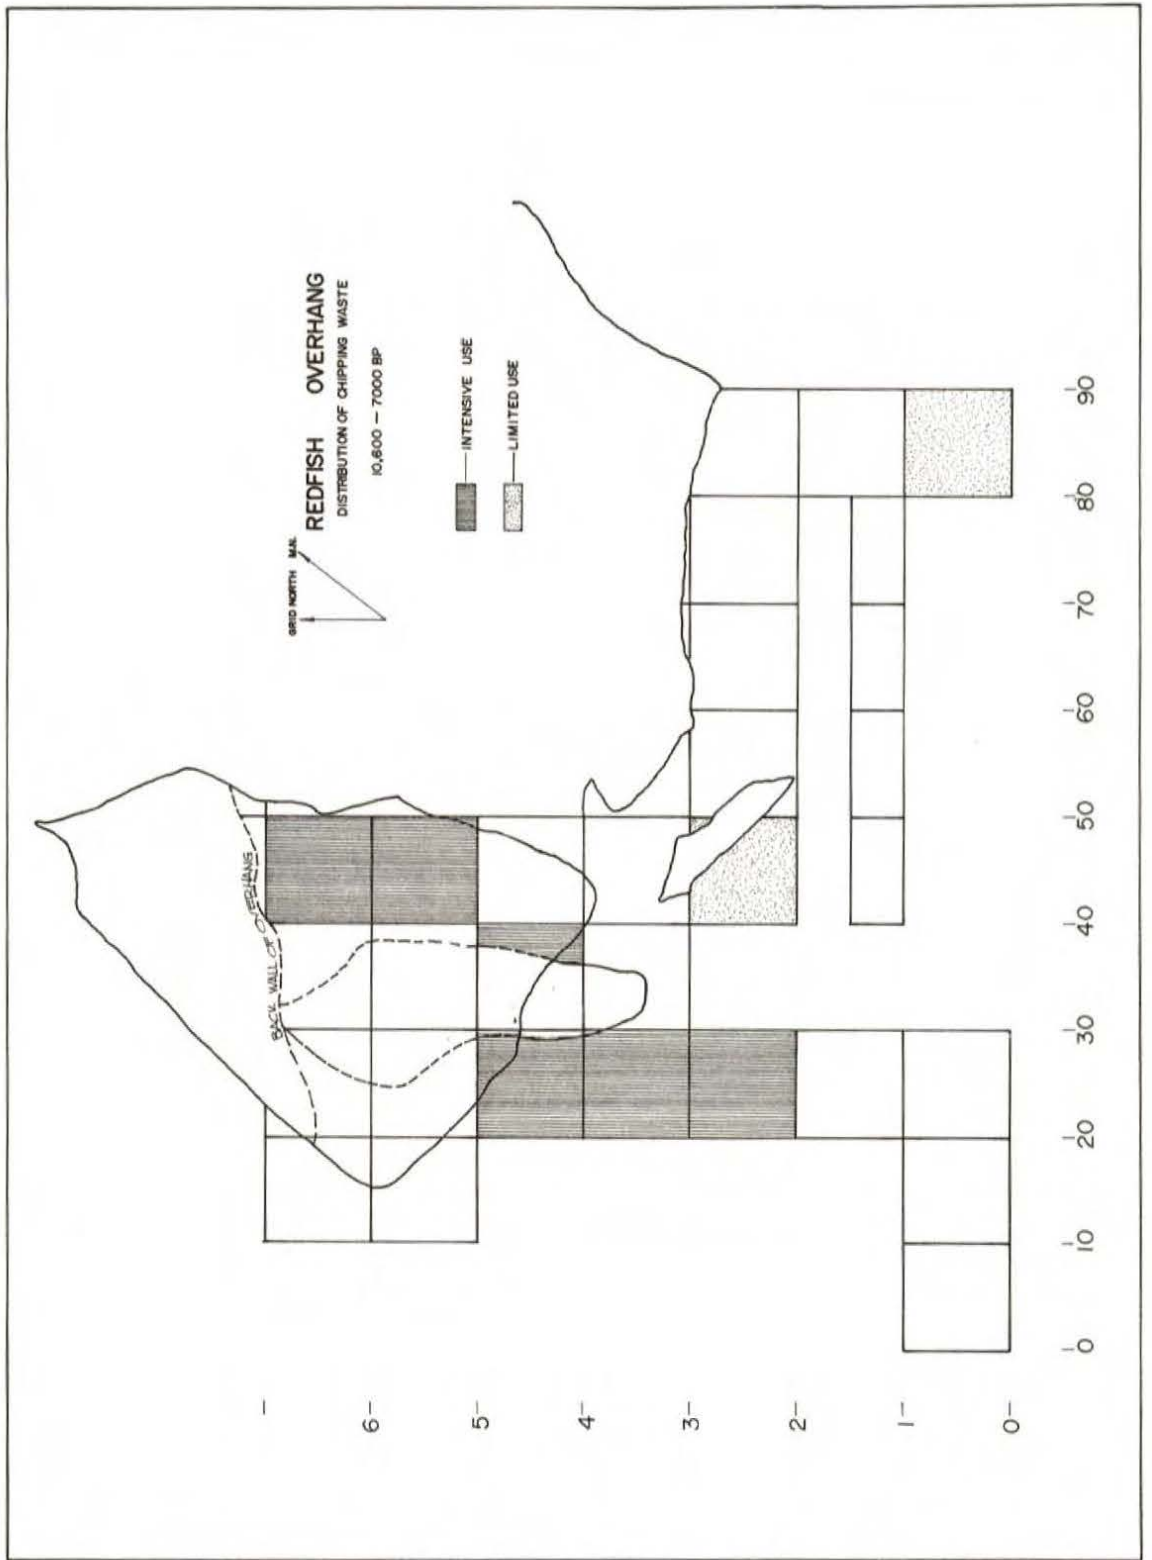 REDFISH OVERHANG
DISTRIBUTION OF CHIPPING WASTE
10,600 — 7000 BP
GRID NORTH M.N.
INTENSIVE USE
LIMITED USE
BACK WALL OF OVERHANG
6
5
4
3
2
1
0
0
10
20
30
40
50
60
70
80
90